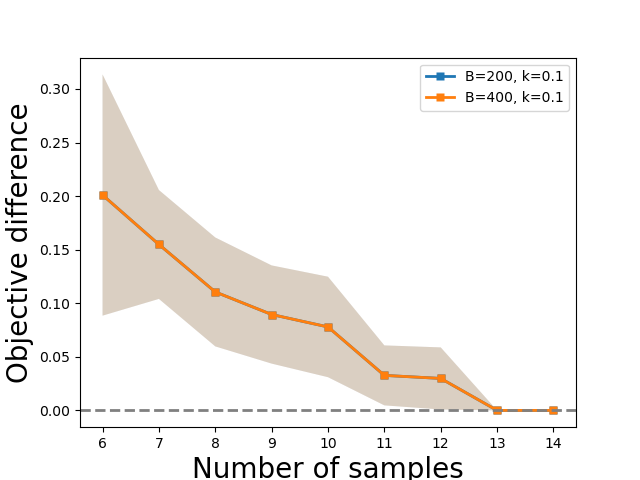 B=200, k=0.1
B=400, k=0.1
Objective difference
0.30
0.25
0.20
0.15
0.10
0.05
0.00
6 7 8 9 10 11 12 13 14
Number of samples